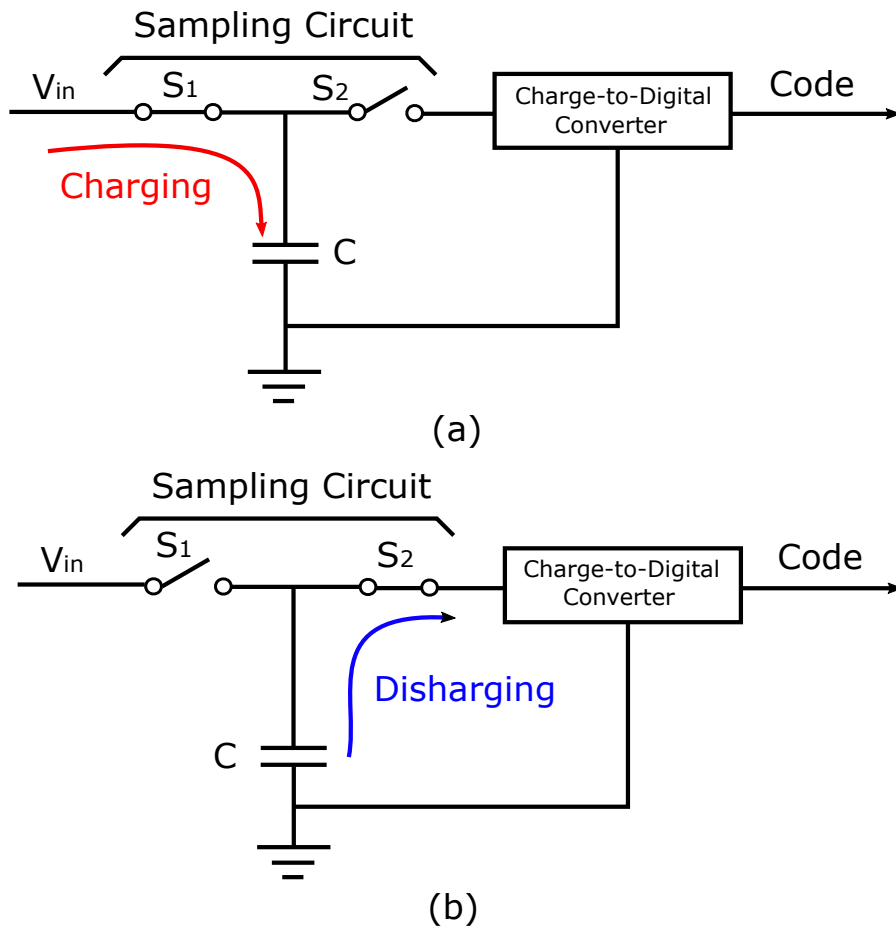 Sampling Circuit
Vin
S1
S2
Charge-to-Digital
Converter
Code
Charging
C
(a)
Sampling Circuit
Vin
S1
S2
Charge-to-Digital
Converter
Code
Disharging
C
(b)